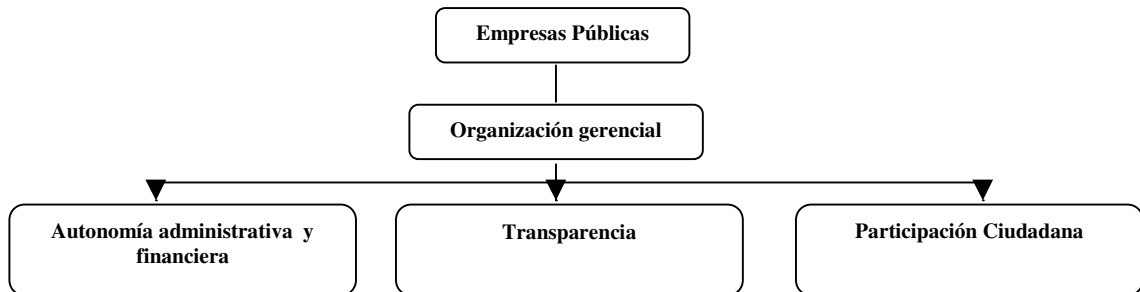 Empresas Públicas
Organización gerencial
Autonomía administrativa y
financiera
Transparencia
Participación Ciudadana